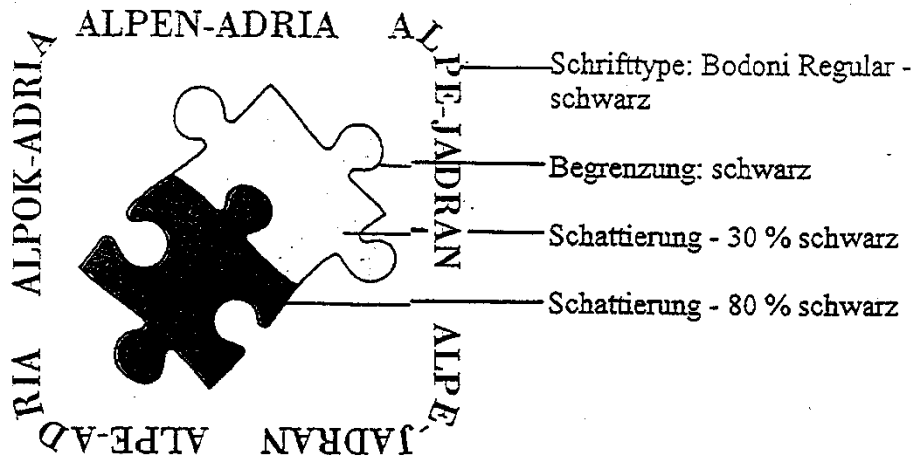 ALPEN-ADRIA
ALPE-JADRAN
ALPE-JADRAN
ALPE-ADRIA
ALPOK-ADRIA
Schrifttype: Bodoni Regular -
schwarz
Begrenzung: schwarz
Schattierung - 30 % schwarz
Schattierung - 80 % schwarz